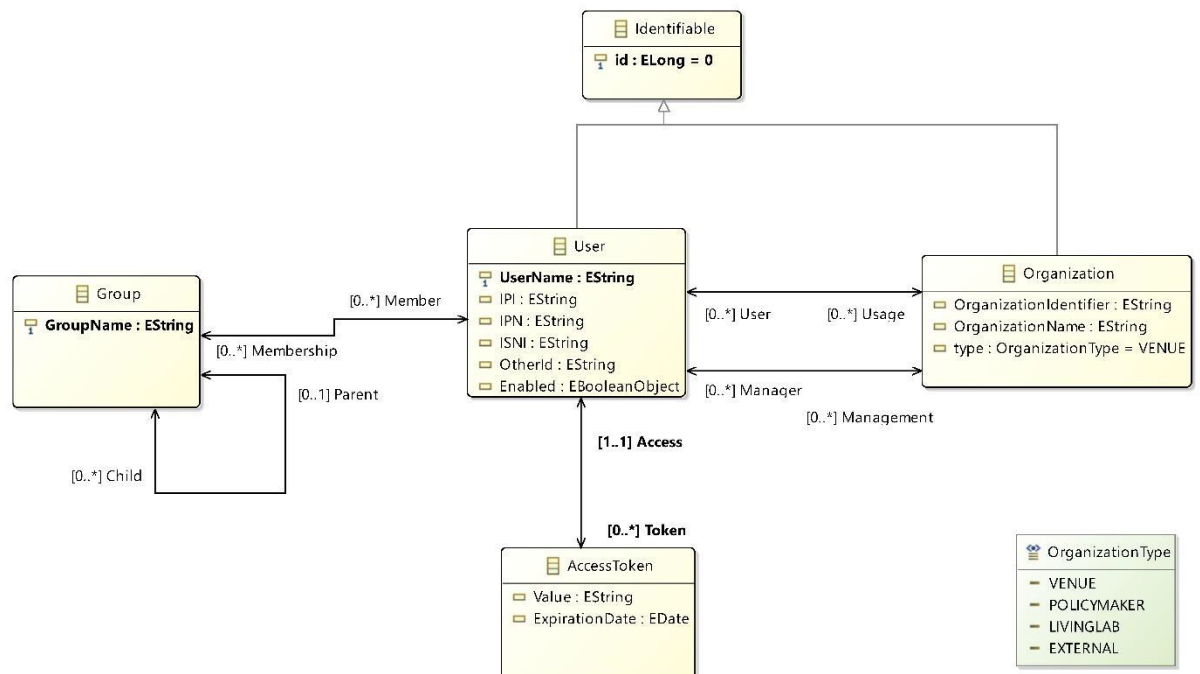 Identifiable
id : ELong = 0
User
UserName : EString
IPI : EString
IPN : EString
ISNI : EString
OtherId : EString
Enabled : EBooleanObject
Group
GroupName : EString
[0..*] Member
[0..*] Membership
[0..1] Parent
[0..*] Child
[0..*] User
[0..*] Usage
[0..*] Manager
[0..*] Management
Organization
OrganizationIdentifier : EString
OrganizationName : EString
type : OrganizationType = VENUE
[1..1] Access
[0..*] Token
AccessToken
Value : EString
ExpirationDate : EDate
OrganizationType
VENUE
POLICYMAKER
LIVINGLAB
EXTERNAL